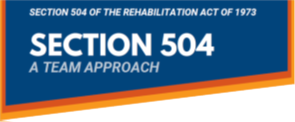 SECTION 504 OF THE REHABILITATION ACT OF 1973
SECTION 504
A TEAM APPROACH